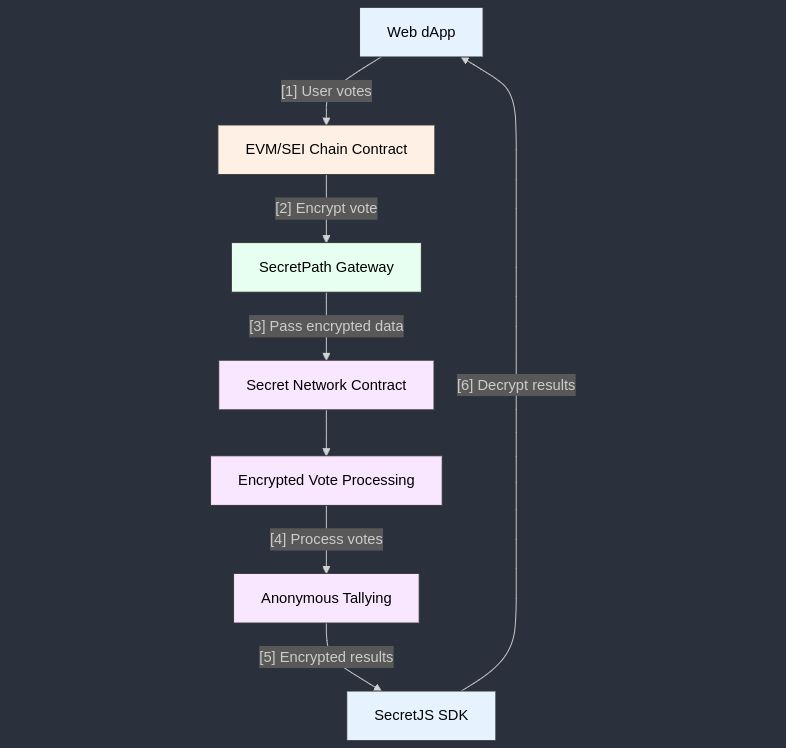 Web dApp
[1] User votes
EVM/SEI Chain Contract
[2] Encrypt vote
SecretPath Gateway
[3] Pass encrypted data
Secret Network Contract
[6] Decrypt results
Encrypted Vote Processing
[4] Process votes
Anonymous Tallying
[5] Encrypted results
SecretJS SDK